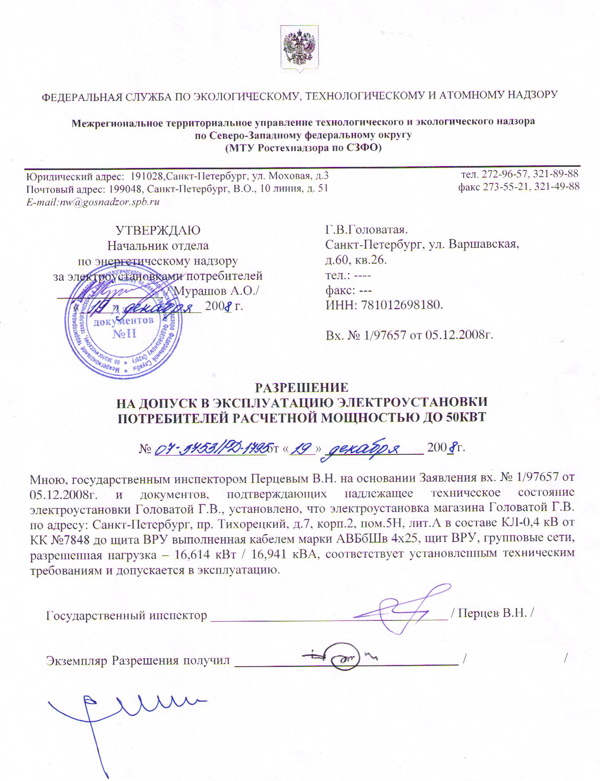 ФЕДЕРАЛЬНАЯ СЛУЖБА ПО ЭКОЛОГИЧЕСКОМУ, ТЕХНОЛОГИЧЕСКОМУ И АТОМНОМУ НАДЗОРУ
Межрегиональное территориальное управление технологического и экологического надзора
по Северо-Западному федеральному округу
(МТУ Ростехнадзора по СЗФО)
Юридический адрес: 191028,Санкт-Петербург, ул. Моховая, д.3
Почтовый адрес: 199048, Санкт-Петербург, В.О., 10 линия, д. 51
E-mail:nw@gosnadzor.spb.ru
тел. 272-96-57, 321-89-88
факс 273-55-21, 321-49-88
УТВЕРЖДАЮ
Начальник отдела
по энергетическому надзору
за электроустановками потребителей
/ Мурашов А.О./
« 19 » декабря 2008 г.
документов
№11
Г.В.Головатая.
Санкт-Петербург, ул. Варшавская,
д.60, кв.26.
тел.: ----
факс: ---
ИНН: 781012698180.
Вх. № 1/97657 от 05.12.2008г.
РАЗРЕШЕНИЕ
НА ДОПУСК В ЭКСПЛУАТАЦИЮ ЭЛЕКТРОУСТАНОВКИ
ПОТРЕБИТЕЛЕЙ РАСЧЕТНОЙ МОЩНОСТЬЮ ДО 50КВТ
№ от « 19 » декабря 2008г.
Мною, государственным инспектором Перцевым В.Н. на основании Заявления вх. № 1/97657 от
05.12.2008г. и документов, подтверждающих надлежащее техническое состояние
электроустановки Головатой Г.В., установлено, что электроустановка магазина Головатой Г.В.
по адресу: Санкт-Петербург, пр. Тихорецкий, д.7, корп.2, пом.5Н, лит.А в составе КЛ-0,4 кВ от
КК №7848 до щита ВРУ выполненная кабелем марки АВБбШв 4х25, щит ВРУ, групповые сети,
разрешенная нагрузка – 16,614 кВт / 16,941 кВА, соответствует установленным техническим
требованиям и допускается в эксплуатацию.
Государственный инспектор / Перцев В.Н. /
Экземпляр Разрешения получил / /